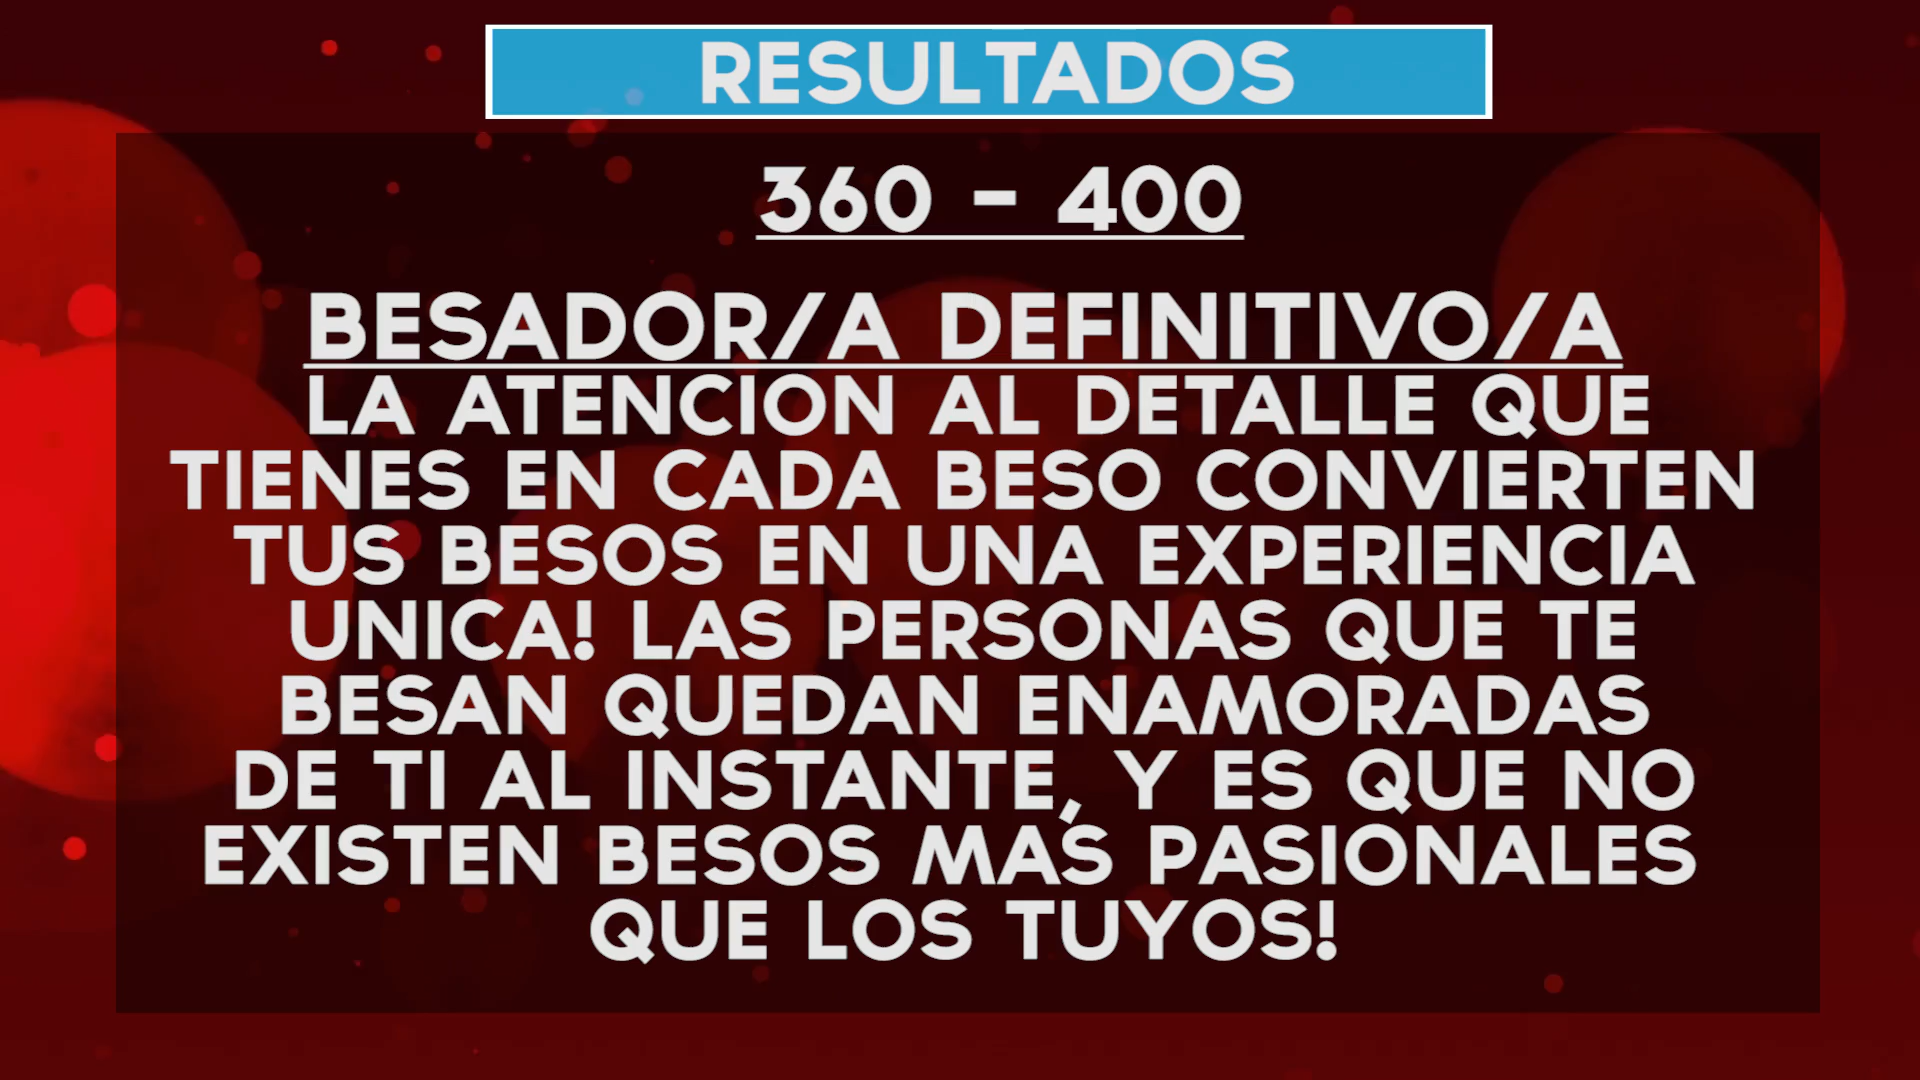 RESULTADOS
360 - 400
BESADOR/A DEFINITIVO/A
LA ATENCION AL DETALLE QUE
TIENES EN CADA BESO CONVIERTEN
TUS BESOS EN UNA EXPERIENCIA
UNICA! LAS PERSONAS QUE TE
BESAN QUEDAN ENAMORADAS
DE TI AL INSTANTE, Y ES QUE NO
EXISTEN BESOS MAS PASIONALES
QUE LOS TUYOS!